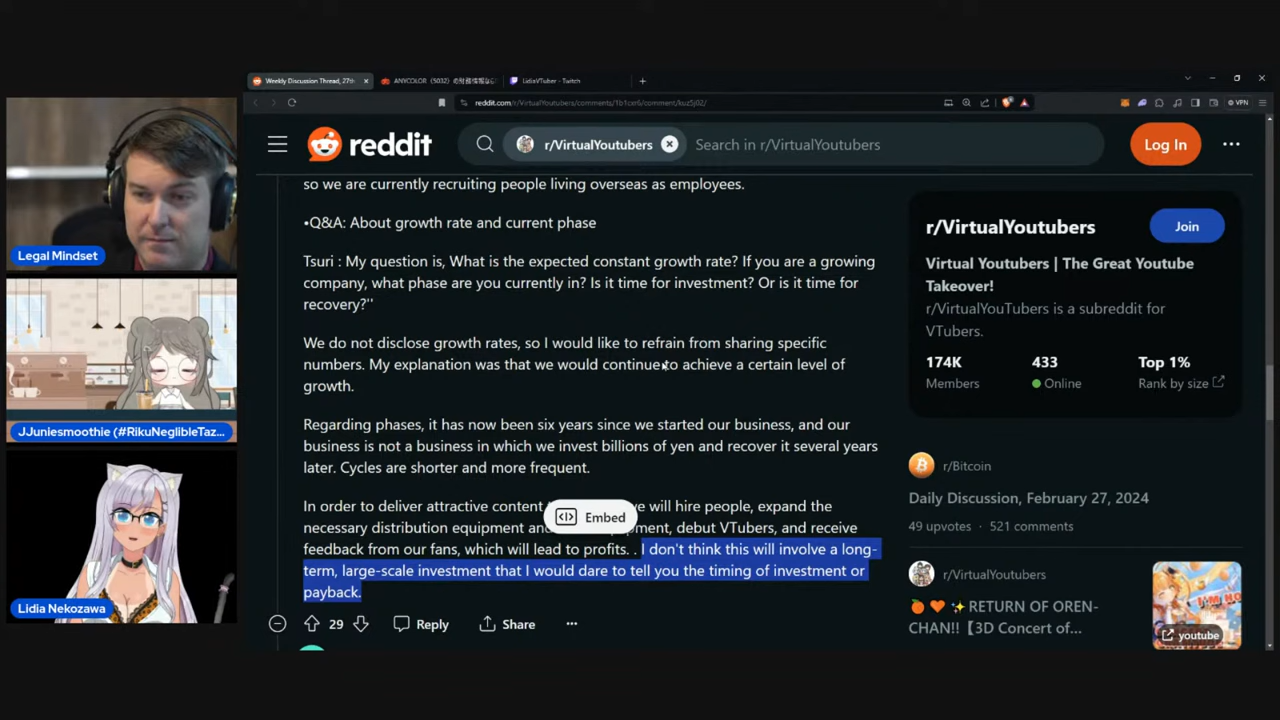 Weekly Discussion Thread, 27th
ANYCOLOR (5032)
LidiaVTuber - Twitch
reddit.com/r/VirtualYoutubers/comments/1b1cxr6/comment/kuz5j02/
VPN
reddit
r/VirtualYoutubers
Search in r/VirtualYoutubers
Log In
so we are currently recruiting people living overseas as employees.
•Q&A: About growth rate and current phase
Tsuri : My question is, What is the expected constant growth rate? If you are a growing
company, what phase are you currently in? Is it time for investment? Or is it time for
recovery?''
We do not disclose growth rates, so I would like to refrain from sharing specific
numbers. My explanation was that we would continue to achieve a certain level of
growth.
Regarding phases, it has now been six years since we started our business, and our
business is not a business in which we invest billions of yen and recover it several years
later. Cycles are shorter and more frequent.
In order to deliver attractive content we will hire people, expand the
necessary distribution equipment and, debut VTubers, and receive
feedback from our fans, which will lead to profits. . I don't think this will involve a long-
term, large-scale investment that I would dare to tell you the timing of investment or
payback.
Embed
29
Reply
Share
r/VirtualYoutubers
Join
Virtual Youtubers | The Great Youtube
Takeover!
r/VirtualYouTubers is a subreddit for
VTubers.
174K
433
Top 1%
Members
Online
Rank by size
r/Bitcoin
Daily Discussion, February 27, 2024
49 upvotes · 521 comments
r/VirtualYoutubers
RETURN OF OREN-
CHAN!! 【3D Concert of...
I'M HO
youtube
Legal Mindset
JJuniesmoothie (#RikuNeglibleTaz...
Lidia Nekozawa